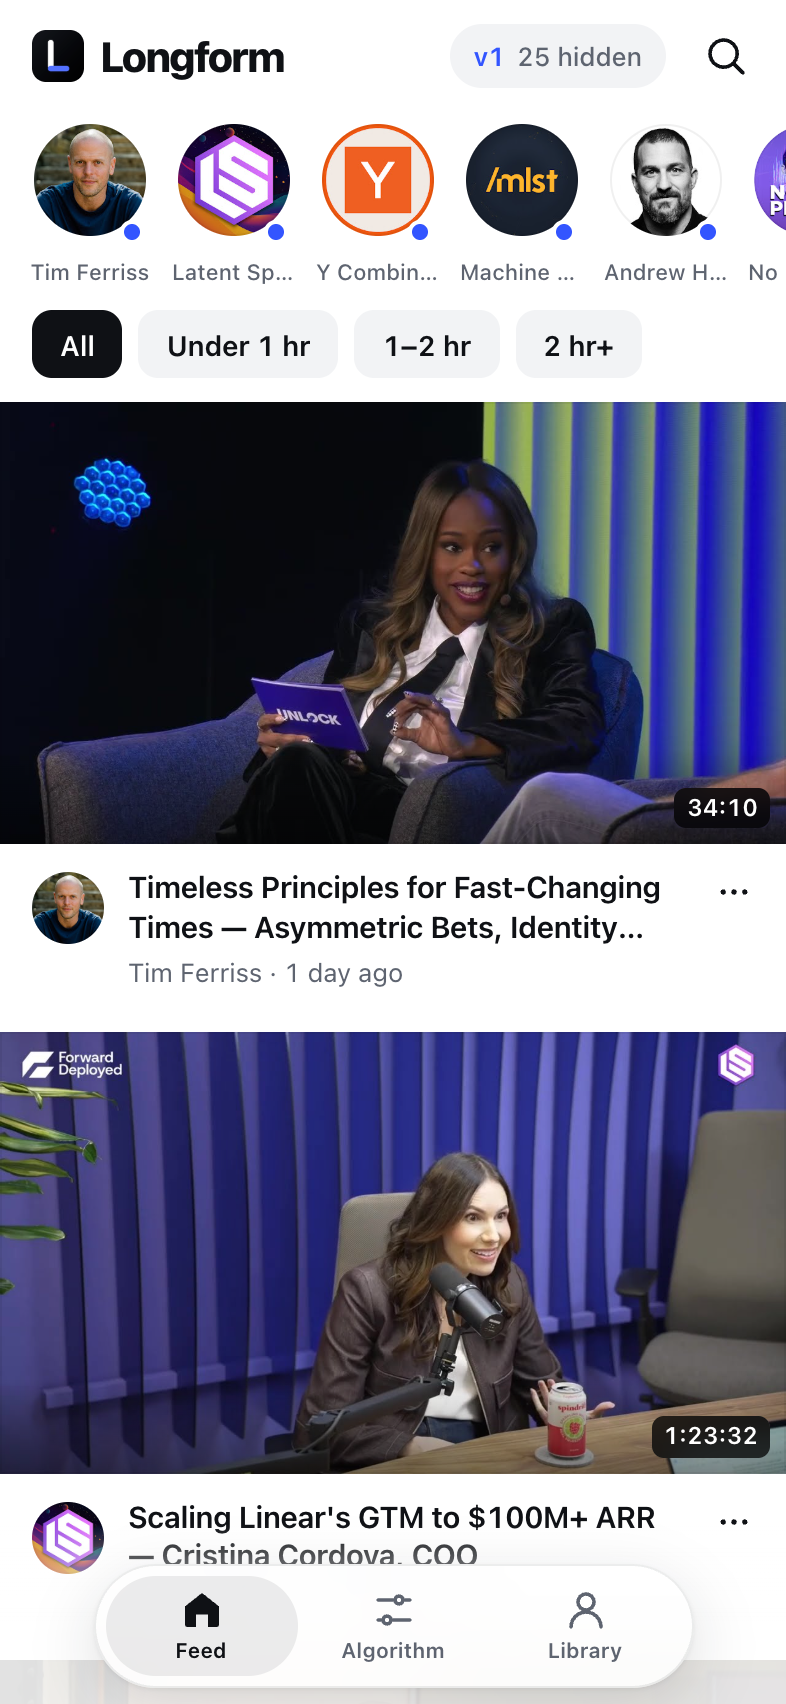 Longform
v1 25 hidden
Y
/mlst
Tim Ferriss
Latent Sp...
Y Combin...
Machine ...
Andrew H...
No
All
Under 1 hr
1–2 hr
2 hr+
UNLOCK
34:10
Timeless Principles for Fast-Changing
Times — Asymmetric Bets, Identity...
Tim Ferriss · 1 day ago
Forward
Deployed
spindrift
1:23:32
Scaling Linear's GTM to $100M+ ARR
— Cristina Cordova, COO
Feed
Algorithm
Library